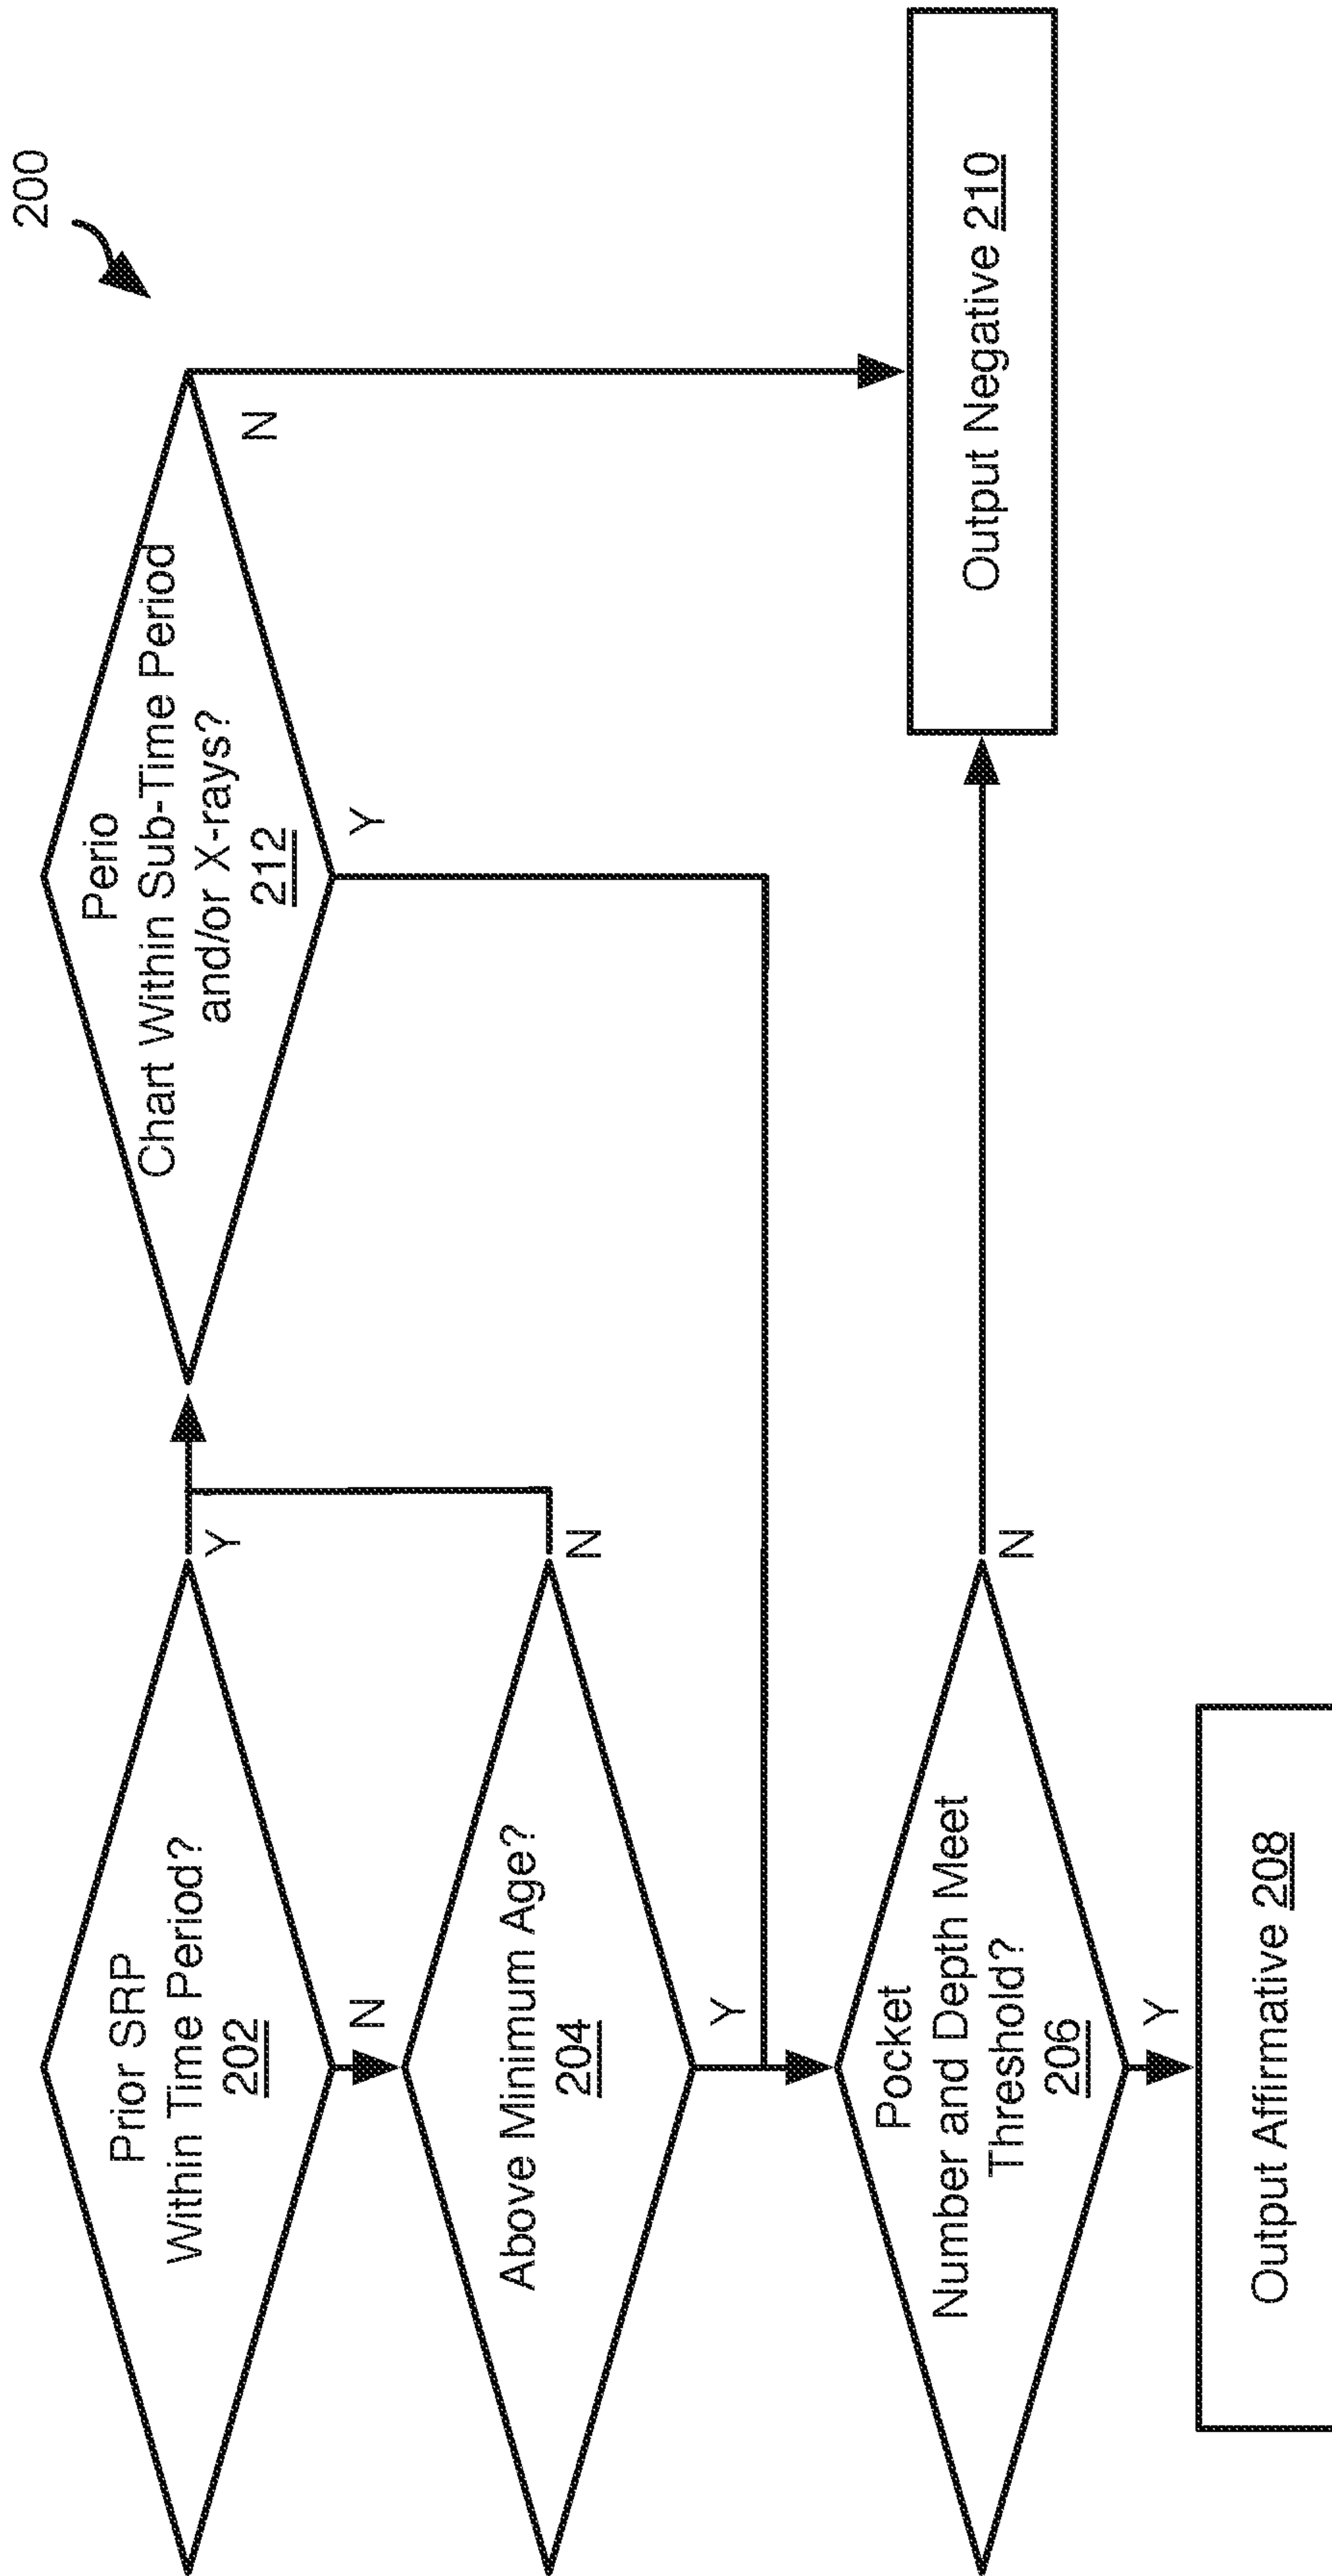 200
Prior SRP
Within Time Period?
202
Y
N
Perio
Chart Within Sub-Time Period
and/or X-rays?
212
N
Y
Above Minimum Age?
204
N
Y
Pocket
Number and Depth Meet
Threshold?
206
N
Y
Output Negative 210
Output Affirmative 208